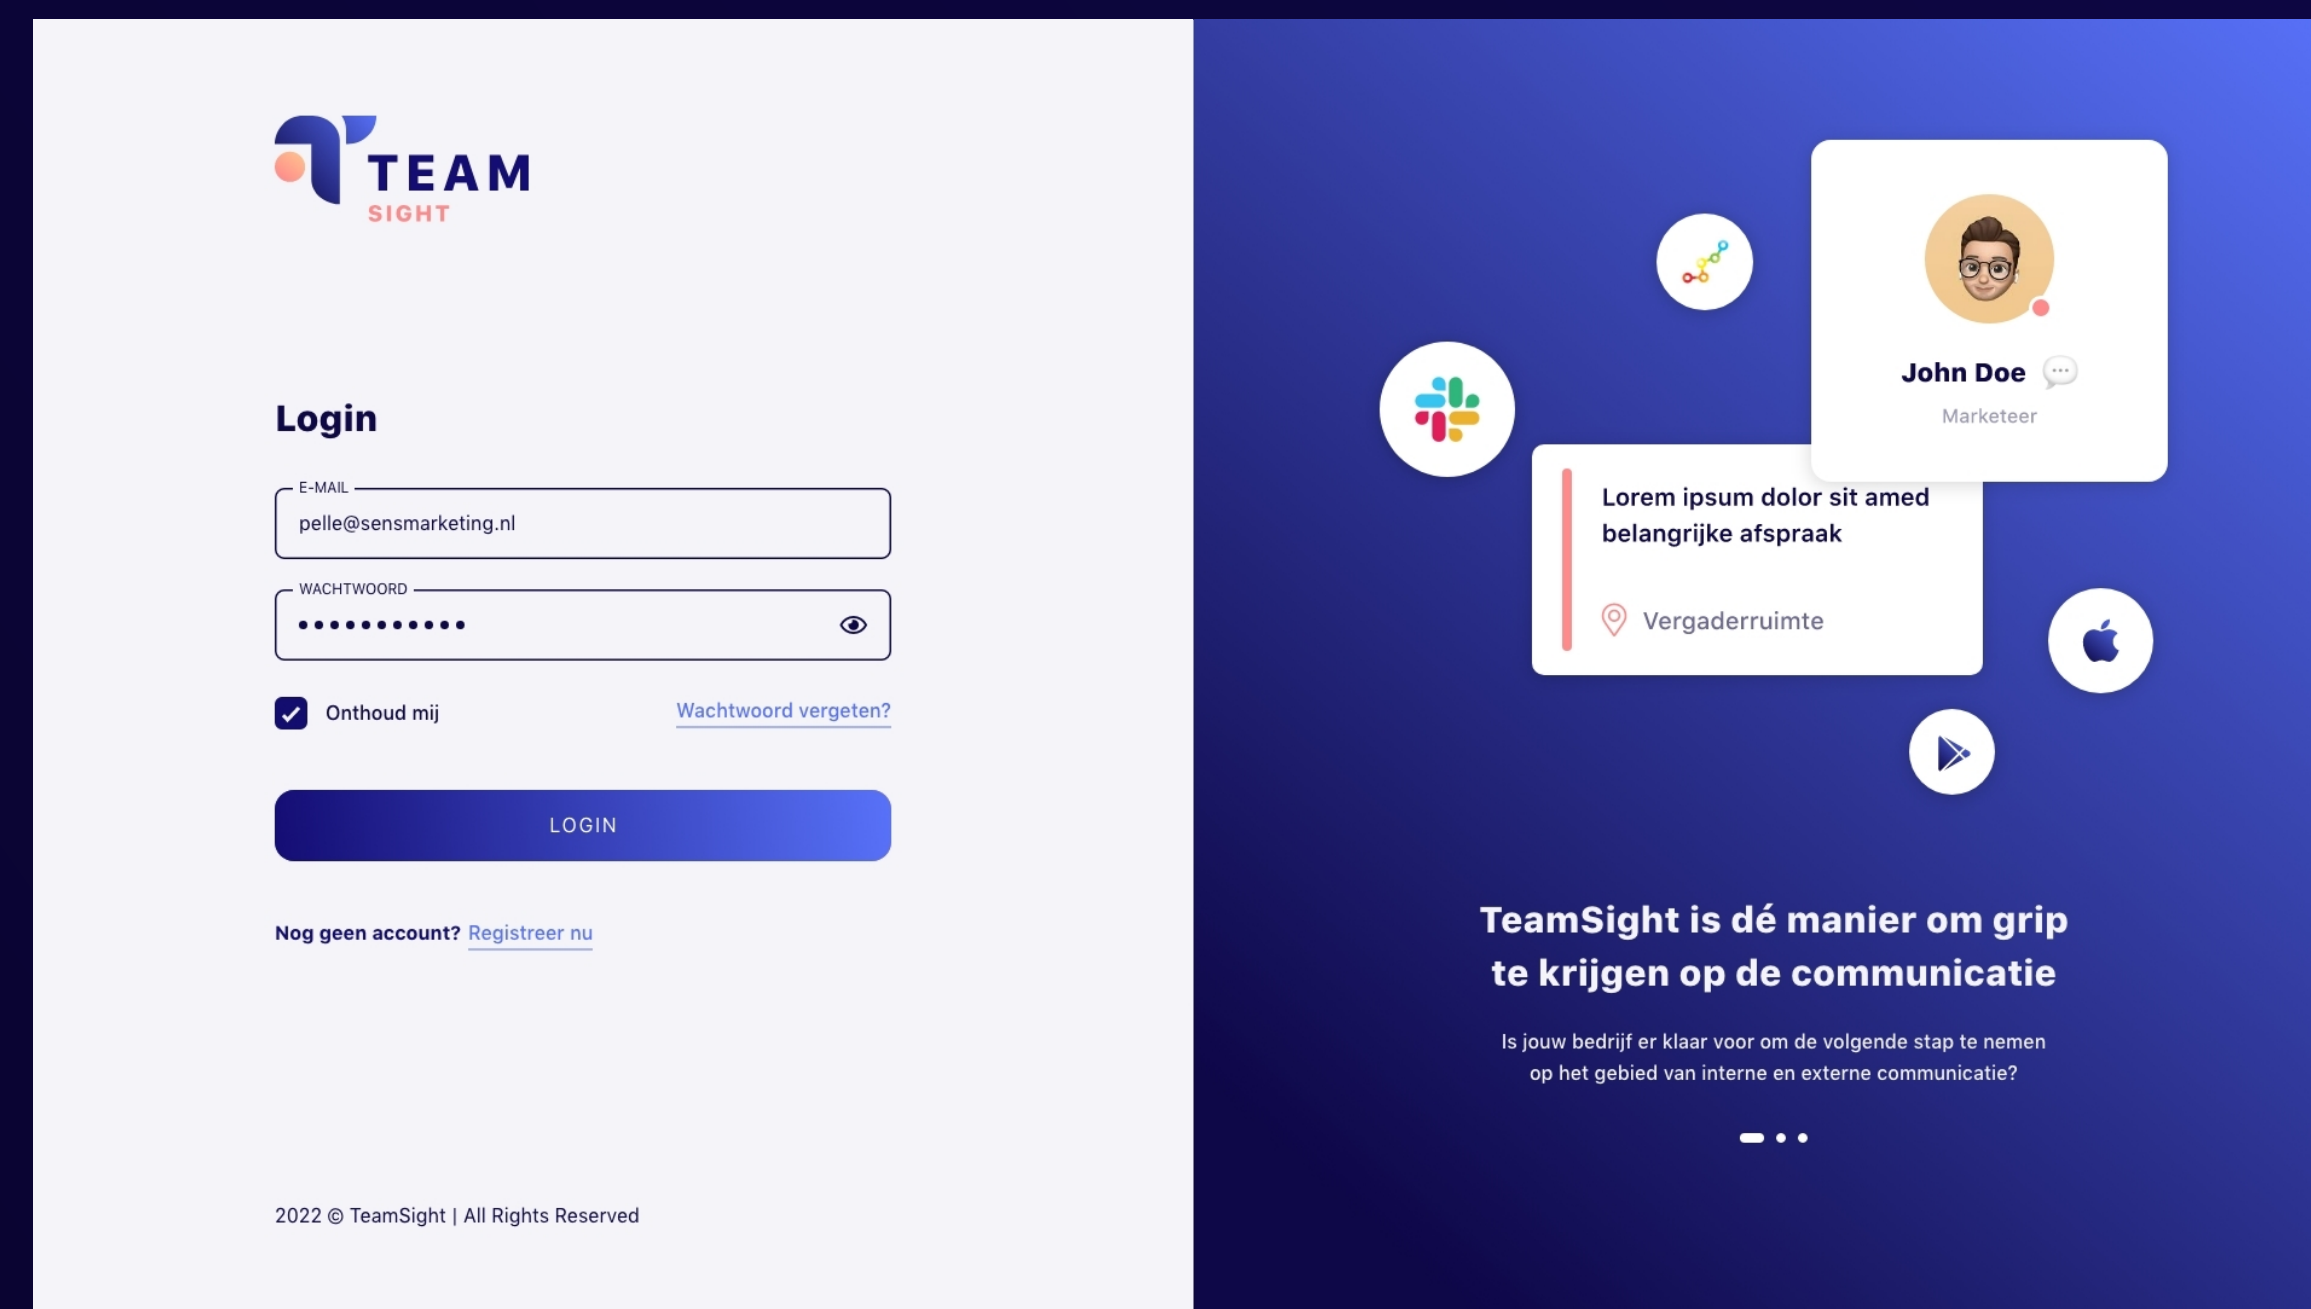 TEAM
SIGHT
Login
E-MAIL
pelle@sensmarketing.nl
WACHTWOORD
Onthoud mij
Wachtwoord vergeten?
LOGIN
Nog geen account? Registreer nu
2022 © TeamSight | All Rights Reserved
John Doe
Marketeer
Lorem ipsum dolor sit amed
belangrijke afspraak
Vergaderruimte
TeamSight is dé manier om grip
te krijgen op de communicatie
Is jouw bedrijf er klaar voor om de volgende stap te nemen
op het gebied van interne en externe communicatie?